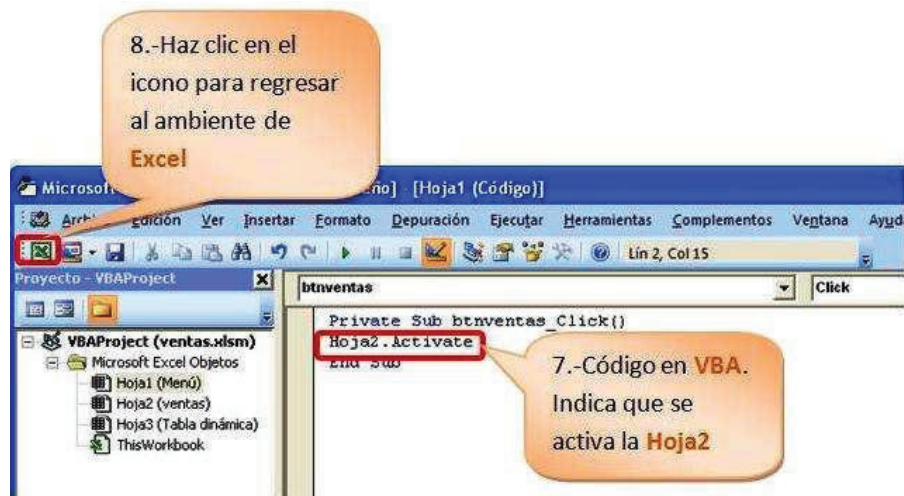 8.-Haz clic en el
icono para regresar
al ambiente de
Excel
Microsof [Hoja1 (Código)]
Edición Ver Insertar Formato Depuración Ejecutar Herramientas Complementos Ventana Ayud
Lín 2, Col 15
Proyecto - VBAProject
btnventas
Click
VBAProject (ventas.xlsm)
Microsoft Excel Objetos
Hoja1 (Menú)
Hoja2 (ventas)
Hoja3 (Tabla dinámica)
ThisWorkbook
Private Sub btnventas_Click()
Hoja2.Activate
End Sub
7.-Código en VBA.
Indica que se
activa la Hoja2